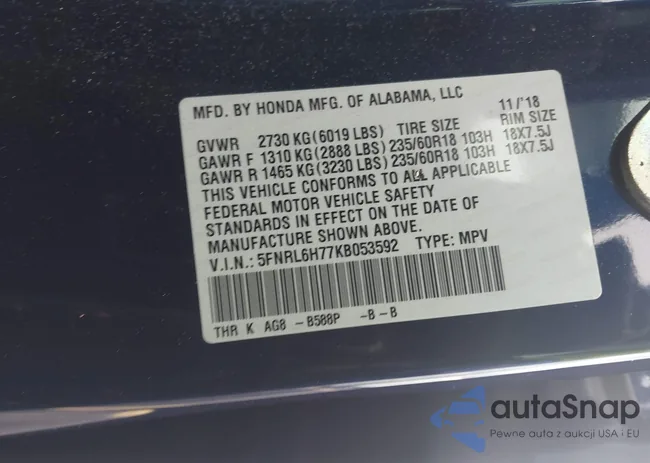 MFD. BY HONDA MFG. OF ALABAMA, LLC 11/'18
GVWR 2730 KG(6019 LBS) TIRE SIZE RIM SIZE
GAWR F 1310 KG(2888 LBS)235/60R18 103H 18X7.5J
GAWR R 1465 KG(3230 LBS)235/60R18 103H 18X7.5J
THIS VEHICLE CONFORMS TO ALL APPLICABLE
FEDERAL MOTOR VEHICLE SAFETY
STANDARDS IN EFFECT ON THE DATE OF
MANUFACTURE SHOWN ABOVE.
V.I.N.: 5FNRL6H77KB053592 TYPE: MPV
THR K AG8 -B588P -B-B
autaSnap
Pewne auta z aukcji USA i EU